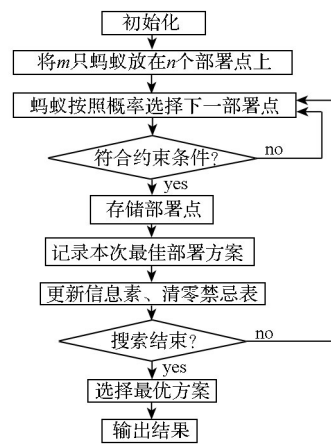 初始化
将m只蚂蚁放在n个部署点上
蚂蚁按照概率选择下一部署点
符合约束条件?
no
yes
存储部署点
记录本次最佳部署方案
更新信息素、清零禁忌表
搜索结束?
no
yes
选择最优方案
输出结果